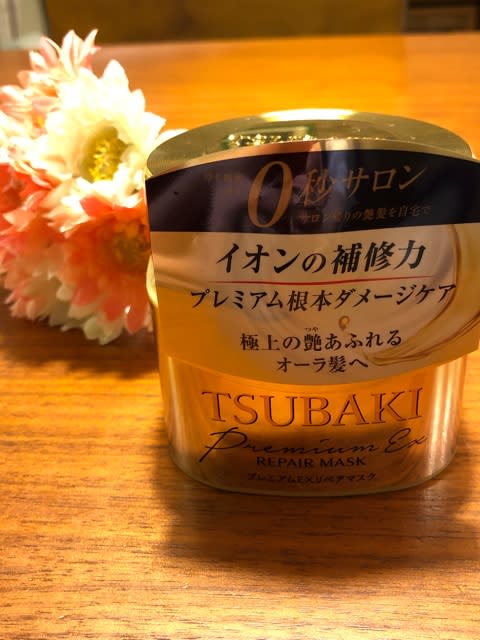 0秒サロン
サロン帰りの艶髪を自宅で
イオンの補修力
プレミアム根本ダメージケア
極上の艶あふれる
つや
オーラ髪へ
TSUBAKI
Premium Ex
REPAIR MASK
プレミアムEXリペアマスク